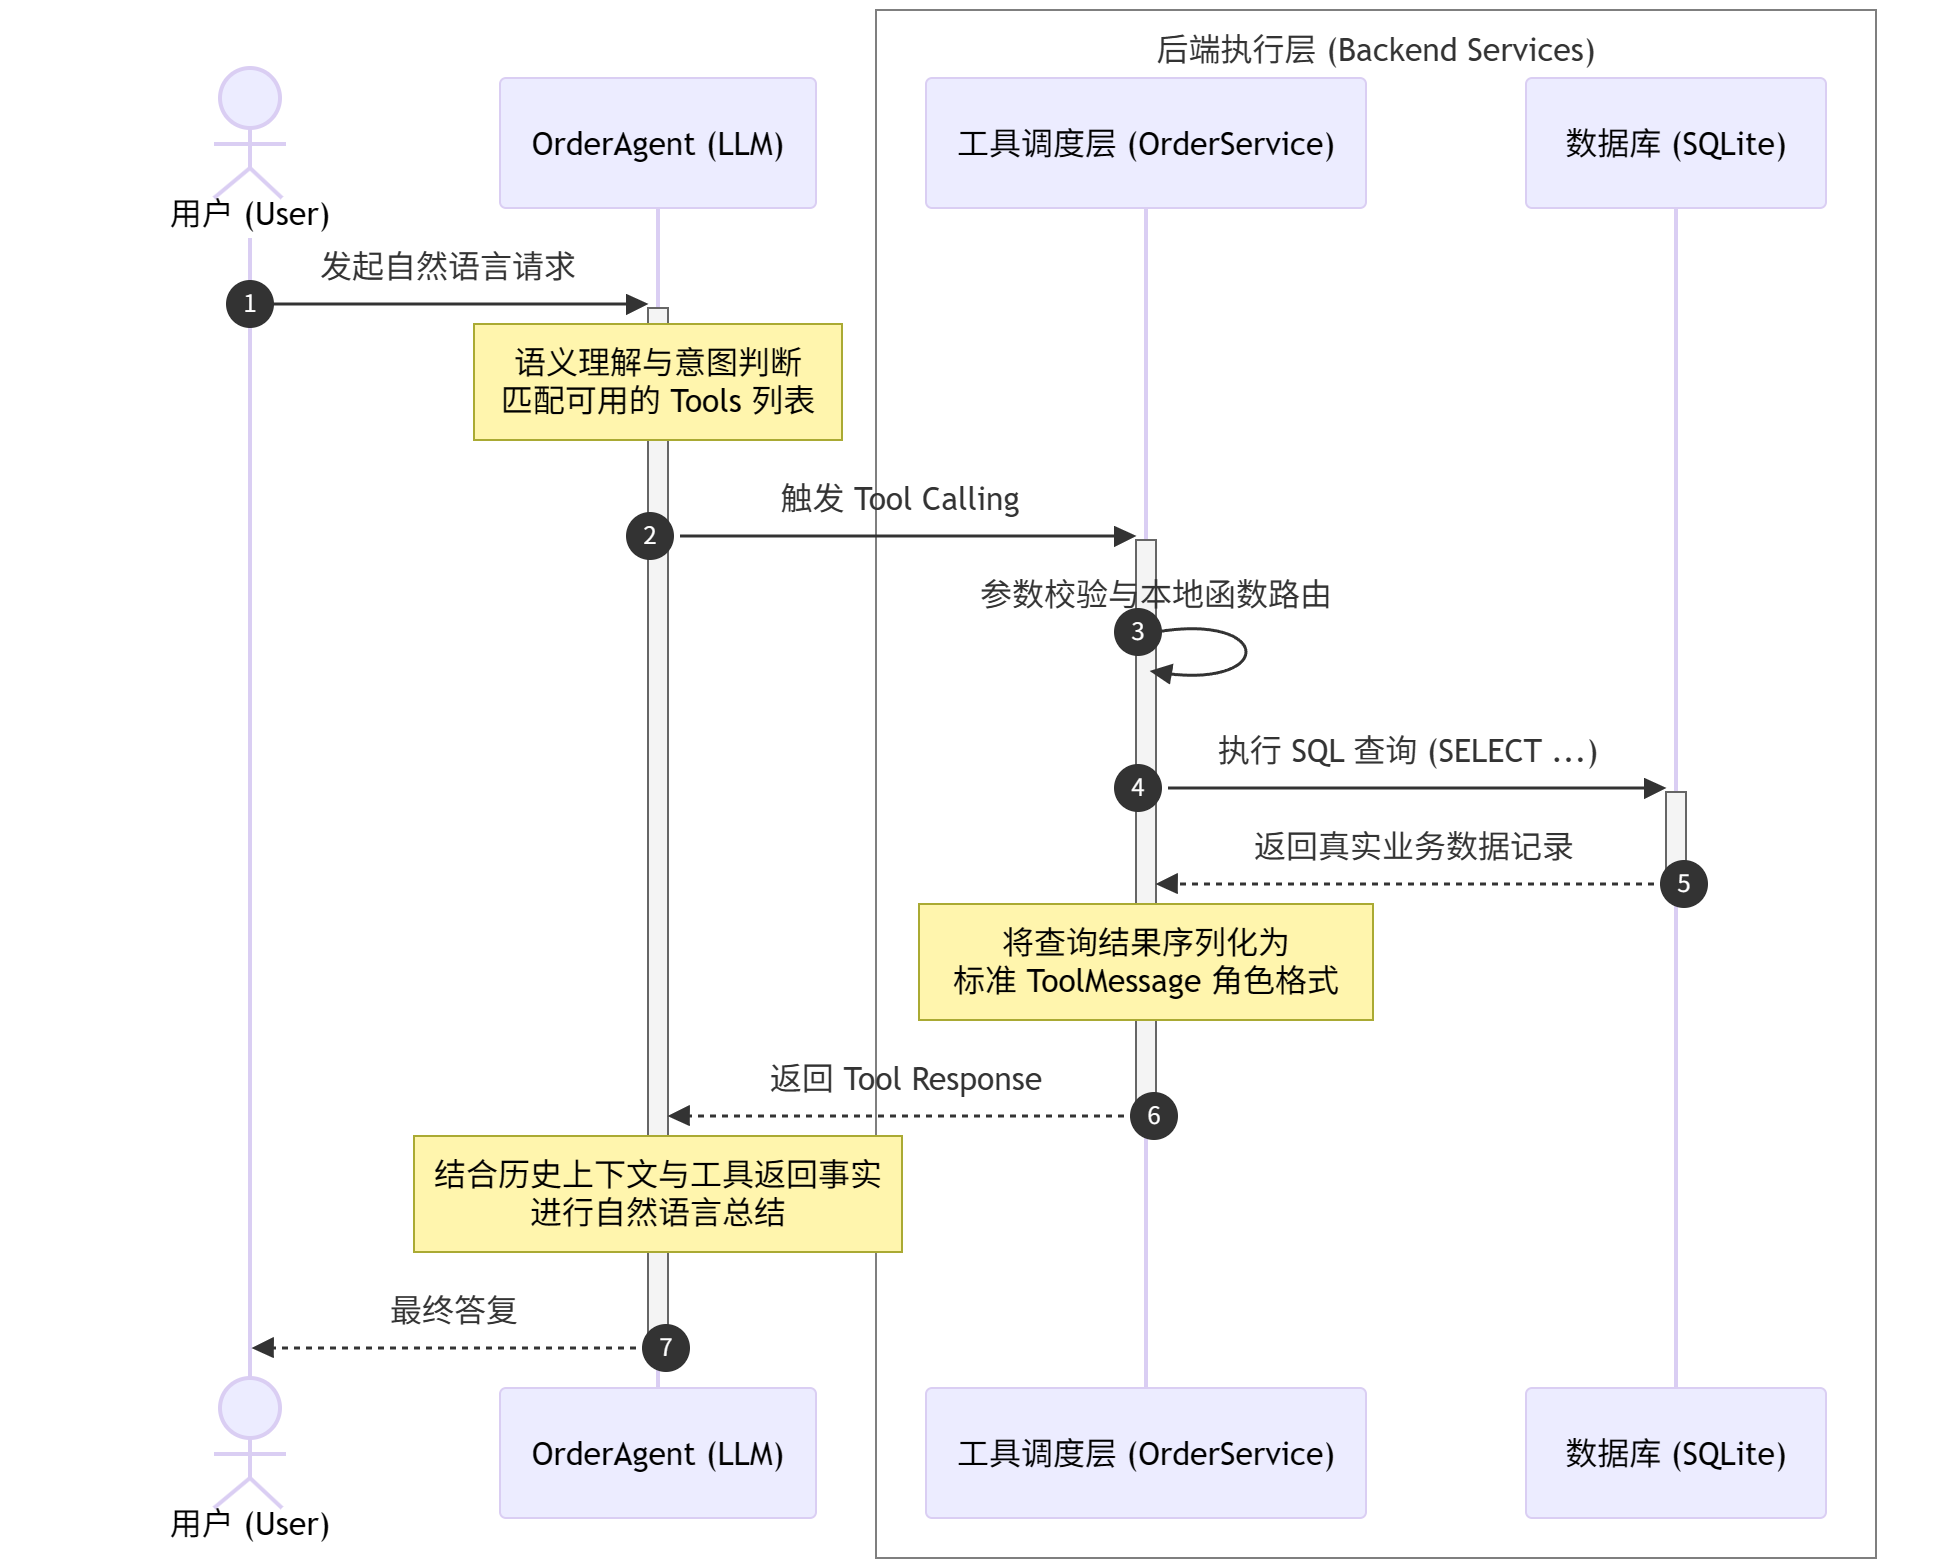 后端执行层 (Backend Services)
用户 (User)
OrderAgent (LLM)
工具调度层 (OrderService)
数据库 (SQLite)
发起自然语言请求
1
语义理解与意图判断
匹配可用的 Tools 列表
触发 Tool Calling
2
参数校验与本地函数路由
3
执行 SQL 查询 (SELECT ...)
4
返回真实业务数据记录
5
将查询结果序列化为
标准 ToolMessage 角色格式
返回 Tool Response
6
结合历史上下文与工具返回事实
进行自然语言总结
最终答复
7
用户 (User)
OrderAgent (LLM)
工具调度层 (OrderService)
数据库 (SQLite)